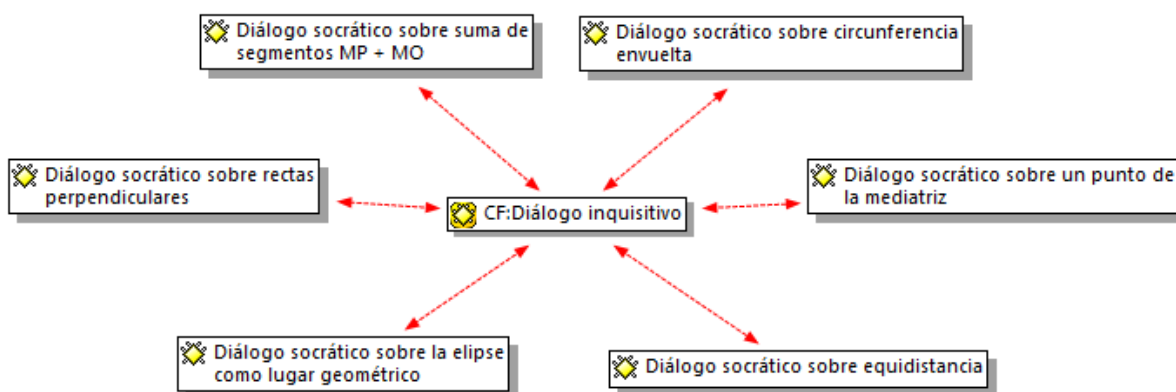 Diálogo socrático sobre suma de
segmentos MP + MO
Diálogo socrático sobre circunferencia
envuelta
Diálogo socrático sobre rectas
perpendiculares
Diálogo socrático sobre un punto de
la mediatriz
CF:Diálogo inquisitivo
Diálogo socrático sobre la elipse
como lugar geométrico
Diálogo socrático sobre equidistancia